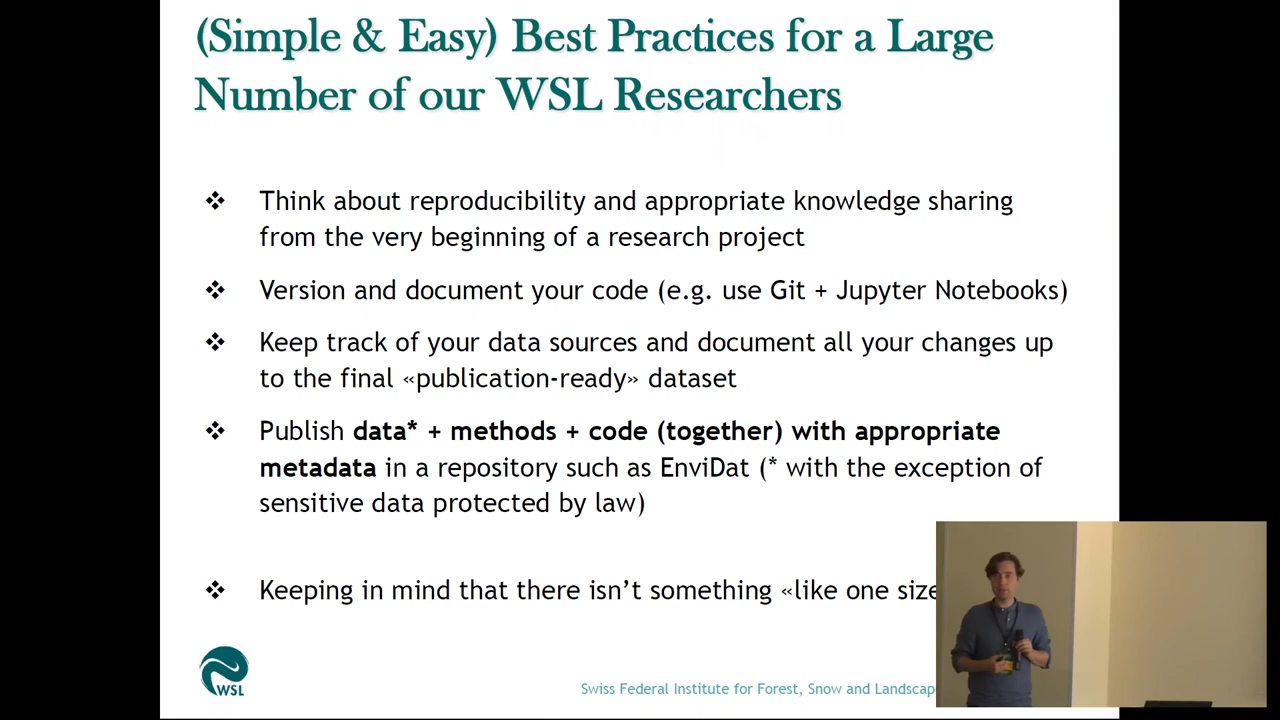 (Simple & Easy) Best Practices for a Large
Number of our WSL Researchers
❖ Think about reproducibility and appropriate knowledge sharing
from the very beginning of a research project
❖ Version and document your code (e.g. use Git + Jupyter Notebooks)
❖ Keep track of your data sources and document all your changes up
to the final «publication-ready» dataset
❖ Publish data* + methods + code (together) with appropriate
metadata in a repository such as EnviDat (* with the exception of
sensitive data protected by law)
❖ Keeping in mind that there isn’t something «like one size
WSL
Swiss Federal Institute for Forest, Snow and Landscape